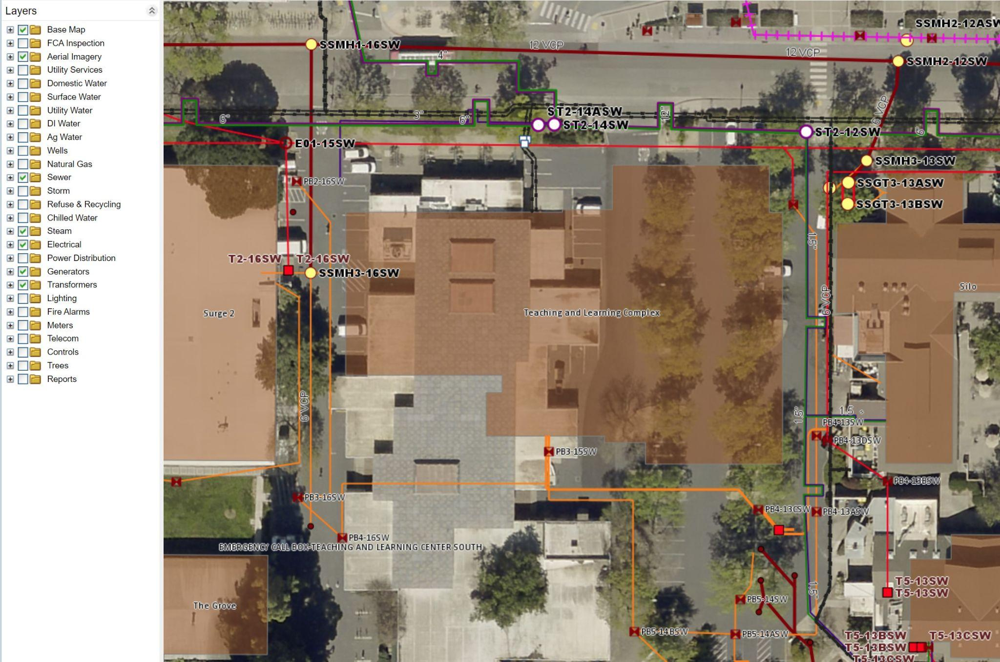 Layers
Base Map
FCA Inspection
Aerial Imagery
Utility Services
Domestic Water
Surface Water
Utility Water
DI Water
Ag Water
Wells
Natural Gas
Sewer
Storm
Refuse & Recycling
Chilled Water
Steam
Electrical
Power Distribution
Generators
Transformers
Lighting
Fire Alarms
Meters
Telecom
Controls
Trees
Reports
SSMH2-12ASW
SSMH1-16SW
12 VCP
12 VCP
4"
SSMH2-12SW
6 VCP
ST2-14ASW
6"
3"
6"
12"
ST2-14SW
ST2-12SW
6"
E01-15SW
SSMH3-13SW
PB2-16SW
SSGT3-13ASW
SSGT3-13BSW
1.5"
T2-16SW
T2-16SW
SSMH3-16SW
Silo
6 VCP
Surge 2
Teaching and Learning Complex
6 VCP
1.5"
1.5
PB4-13SW
PB4-13DSW
PB3-15SW
PB4-13BSW
PB3-16SW
PB4-13CSW
PB4-13ASW
PB4-16SW
EMERGENCY CALL BOX-TEACHING AND LEARNING CENTER SOUTH
T5-13SW
T5-13SW
1.5"
PB5-14SW
The Grove
PB5-14BSW
PB5-14ASW
T5-13BSW
T5-13CSW
T5-13BSW
T5-13CSW